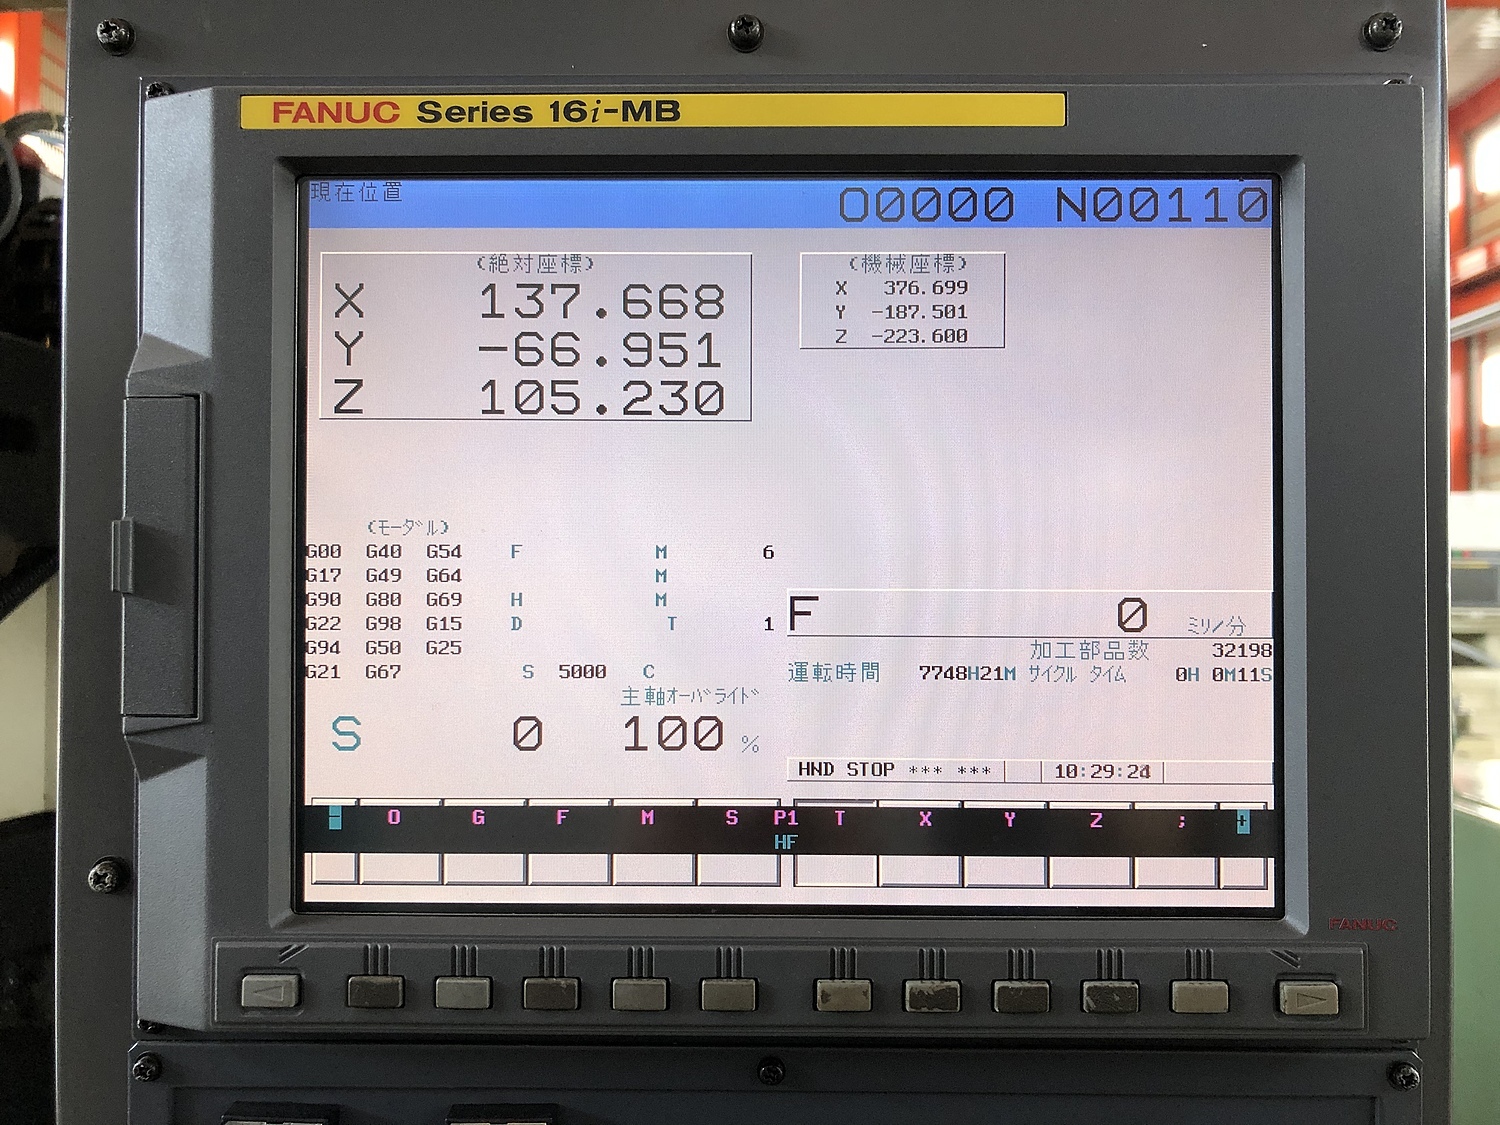 FANUC Series 16i-MB
現在位置 O0000 N00110
(絶対座標)
X 137.668
Y -66.951
Z 105.230
(機械座標)
X 376.699
Y -187.501
Z -223.600
(モーダル)
G00 G40 G54 F M 6
G17 G49 G64 M
G90 G80 G69 H M
G22 G98 G15 D T 1
G94 G50 G25
G21 G67 S 5000 C
主軸オーバライド
S 0 100 %
F 0 ミリ/分
加工部品数 32198
運転時間 7748H21M サイクル タイム 0H 0M11S
HND STOP *** *** 10:29:24
- O G F M S P1 T X Y Z ; +
HF
FANUC